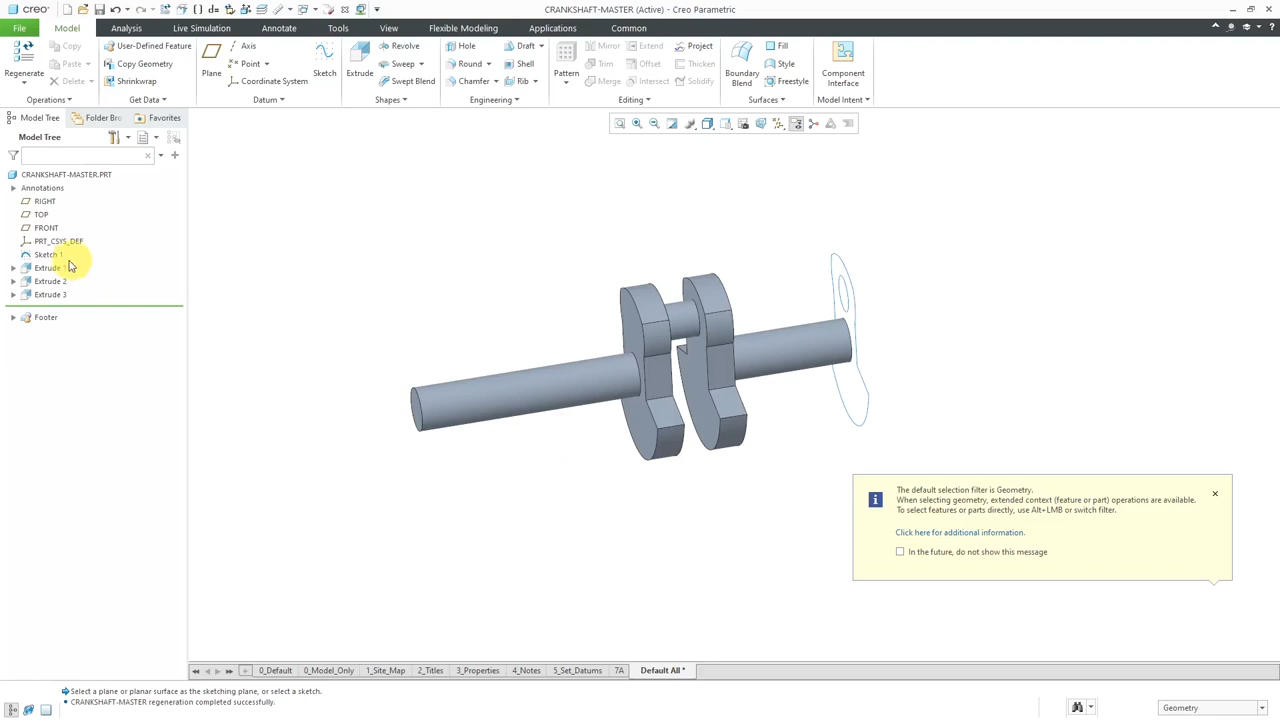 creo CRANKSHAFT-MASTER (Active) - Creo Parametric
File Model Analysis Live Simulation Annotate Tools View Flexible Modeling Applications Common
Copy User-Defined Feature Axis Revolve Hole Draft Mirror Extend Project Fill
Paste Copy Geometry Point Sweep Round Shell Trim Offset Thicken Style
Regenerate Delete Shrinkwrap Plane Coordinate System Sketch Extrude Swept Blend Chamfer Rib Pattern Merge Intersect Solidify Boundary Blend Freestyle Component Interface
Operations Get Data Datum Shapes Engineering Editing Surfaces Model Intent
Model Tree Folder Bro Favorites
Model Tree
CRANKSHAFT-MASTER.PRT
Annotations
RIGHT
TOP
FRONT
PRT_CSYS_DEF
Sketch 1
Extrude 1
Extrude 2
Extrude 3
Footer
The default selection filter is Geometry.
When selecting geometry, extended context (feature or part) operations are available.
To select features or parts directly, use Alt+LMB or switch filter.
Click here for additional information.
In the future, do not show this message
0_Default 0_Model_Only 1_Site_Map 2_Titles 3_Properties 4_Notes 5_Set_Datums 7A Default All *
Select a plane or planar surface as the sketching plane, or select a sketch.
• CRANKSHAFT-MASTER regeneration completed successfully.
Geometry